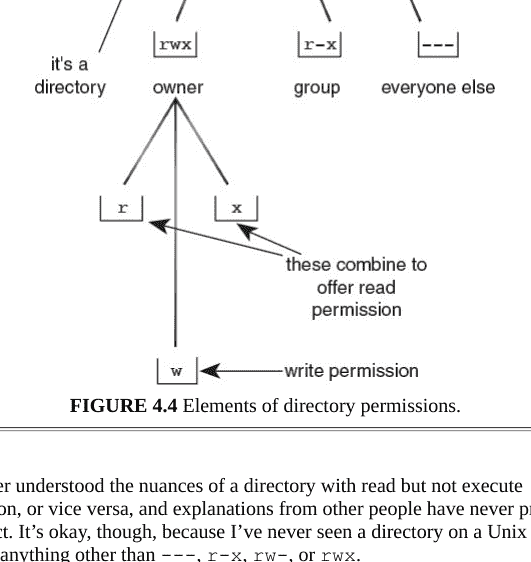 rwx r-x ---
it's a
directory owner group everyone else
r x
these combine to
offer read
permission
w write permission
FIGURE 4.4 Elements of directory permissions.
understood the nuances of a directory with read but not execute
or vice versa, and explanations from other people have never
It’s okay, though, because I’ve never seen a directory on a Unix
anything other than ---, r-x, rw-, or rwx.